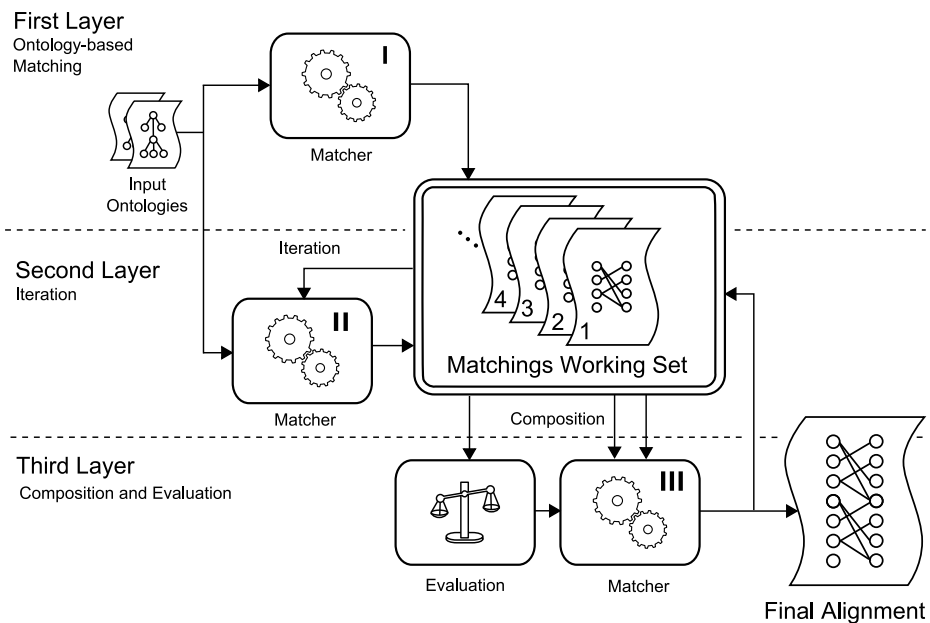 First Layer
Ontology-based
Matching
I
Matcher
Input
Ontologies
Iteration
Second Layer
Iteration
II
Matcher
4
3
2
1
Matchings Working Set
Composition
Third Layer
Composition and Evaluation
III
Evaluation
Matcher
Final Alignment